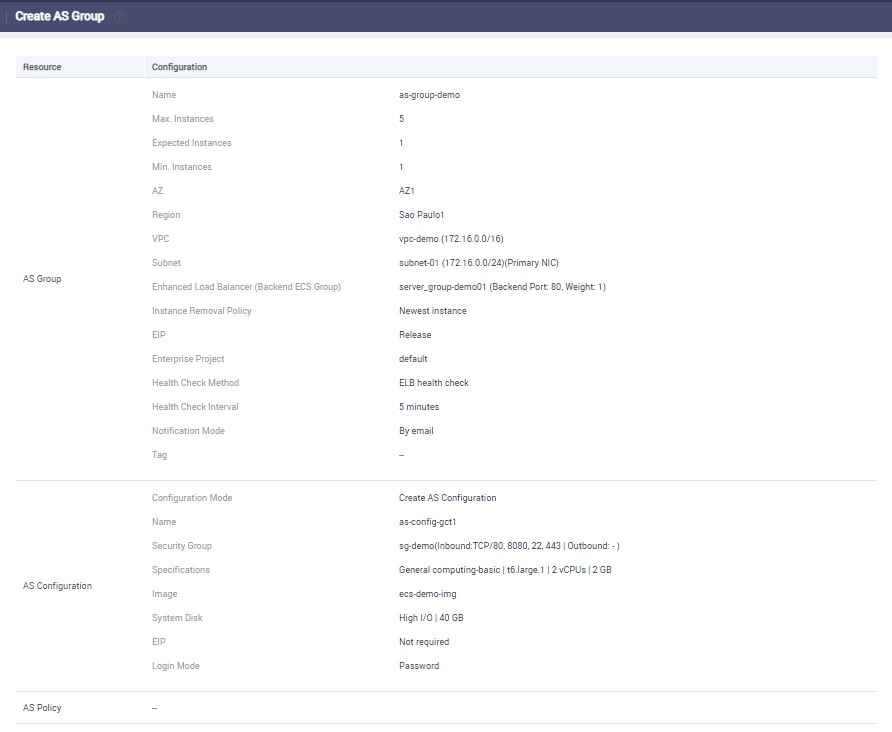 Create AS Group
Resource Configuration
AS Group
Name as-group-demo
Max. Instances 5
Expected Instances 1
Min. Instances 1
AZ AZ1
Region Sao Paulo1
VPC vpc-demo (172.16.0.0/16)
Subnet subnet-01 (172.16.0.0/24)(Primary NIC)
Enhanced Load Balancer (Backend ECS Group) server_group-demo01 (Backend Port: 80, Weight: 1)
Instance Removal Policy Newest instance
EIP Release
Enterprise Project default
Health Check Method ELB health check
Health Check Interval 5 minutes
Notification Mode By email
Tag --
AS Configuration
Configuration Mode Create AS Configuration
Name as-config-gct1
Security Group sg-demo(Inbound:TCP/80, 8080, 22, 443 | Outbound: - )
Specifications General computing-basic | t6.large.1 | 2 vCPUs | 2 GB
Image ecs-demo-img
System Disk High I/O | 40 GB
EIP Not required
Login Mode Password
AS Policy --